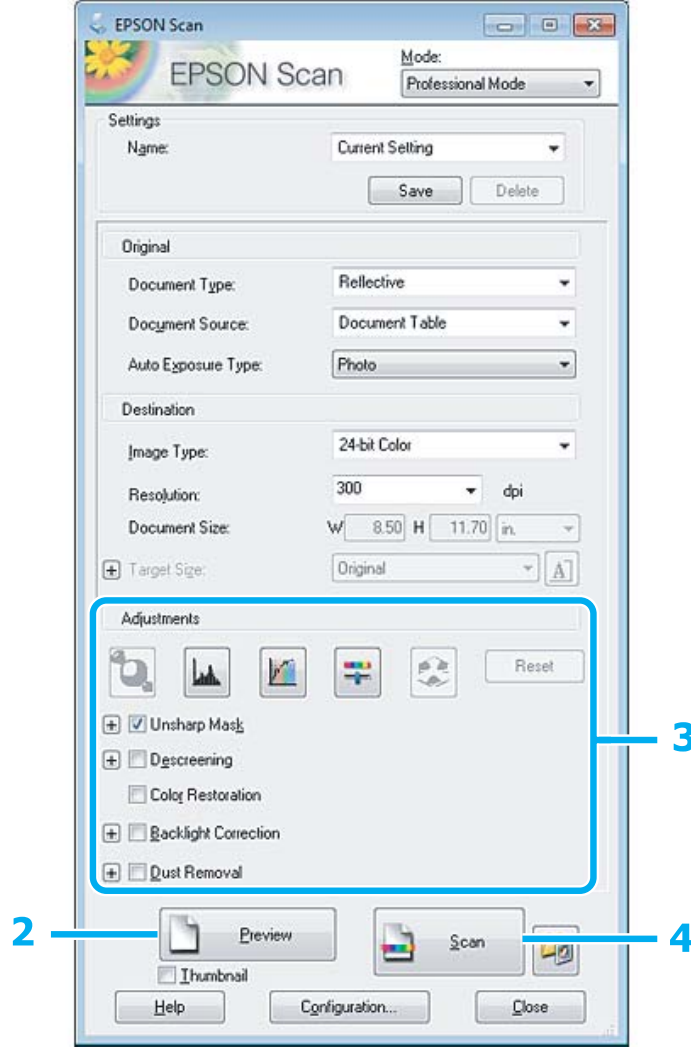 EPSON Scan
EPSON Scan
Mode:
Professional Mode
Settings
Name: Current Setting
Save Delete
Original
Document Type: Reflective
Document Source: Document Table
Auto Exposure Type: Photo
Destination
Image Type: 24-bit Color
Resolution: 300 dpi
Document Size: W 8.50 H 11.70 in.
Target Size: Original A
Adjustments
Reset
Unsharp Mask
3
Descreening
Color Restoration
Backlight Correction
Dust Removal
2 Preview Scan 4
Thumbnail
Help Configuration... Close